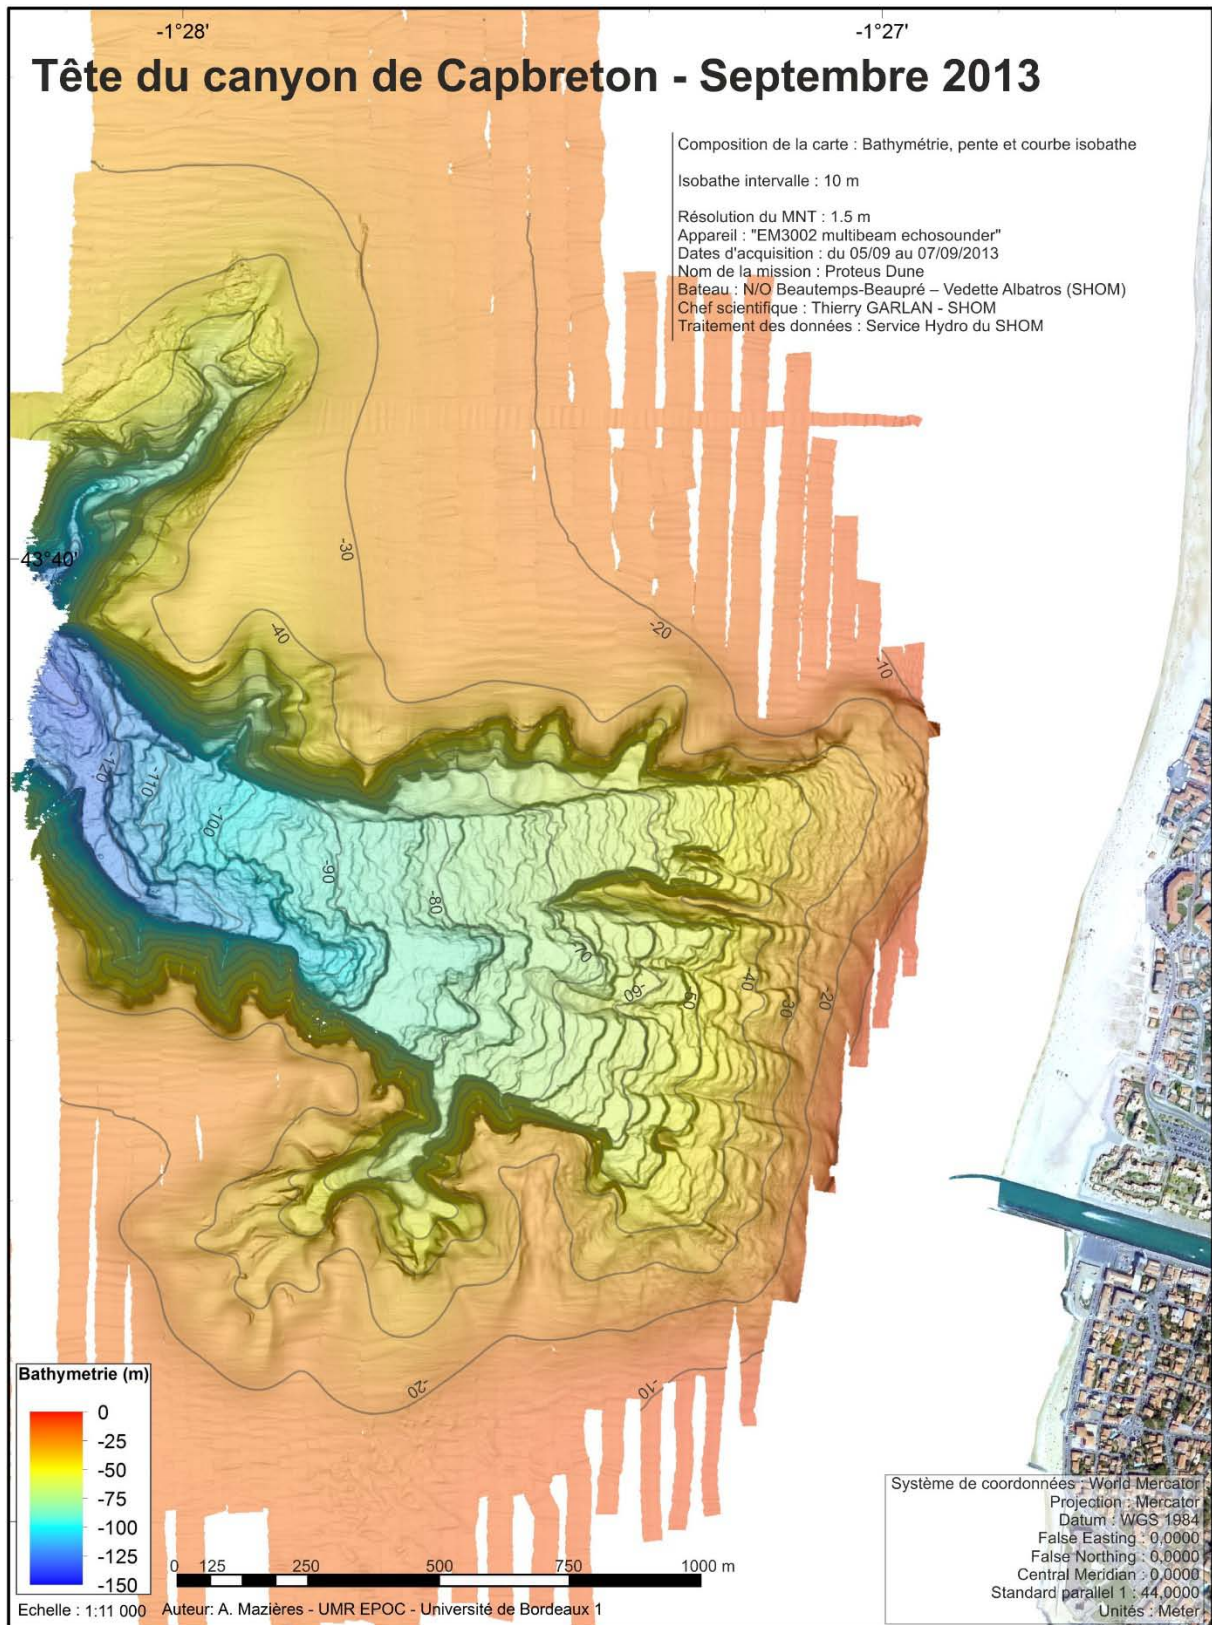 -1°28'
-1°27'
Tête du canyon de Capbreton - Septembre 2013
Composition de la carte : Bathymétrie, pente et courbe isobathe
Isobathe intervalle : 10 m
Résolution du MNT : 1.5 m
Appareil : "EM3002 multibeam echosounder"
Dates d'acquisition : du 05/09 au 07/09/2013
Nom de la mission : Proteus Dune
Bateau : N/O Beautemps-Beaupré – Vedette Albatros (SHOM)
Chef scientifique : Thierry GARLAN - SHOM
Traitement des données : Service Hydro du SHOM
43°40'
-30
-40
-20
-10
-120
-110
-100
-90
-80
-70
-60
-50
-40
-30
-20
-20
-10
Bathymetrie (m)
0
-25
-50
-75
-100
-125
-150
0 125 250 500 750 1000 m
Echelle : 1:11 000 Auteur: A. Mazières - UMR EPOC - Université de Bordeaux 1
Système de coordonnées : World Mercator
Projection : Mercator
Datum : WGS 1984
False Easting : 0,0000
False Northing : 0,0000
Central Meridian : 0,0000
Standard parallel 1 : 44,0000
Unités : Meter